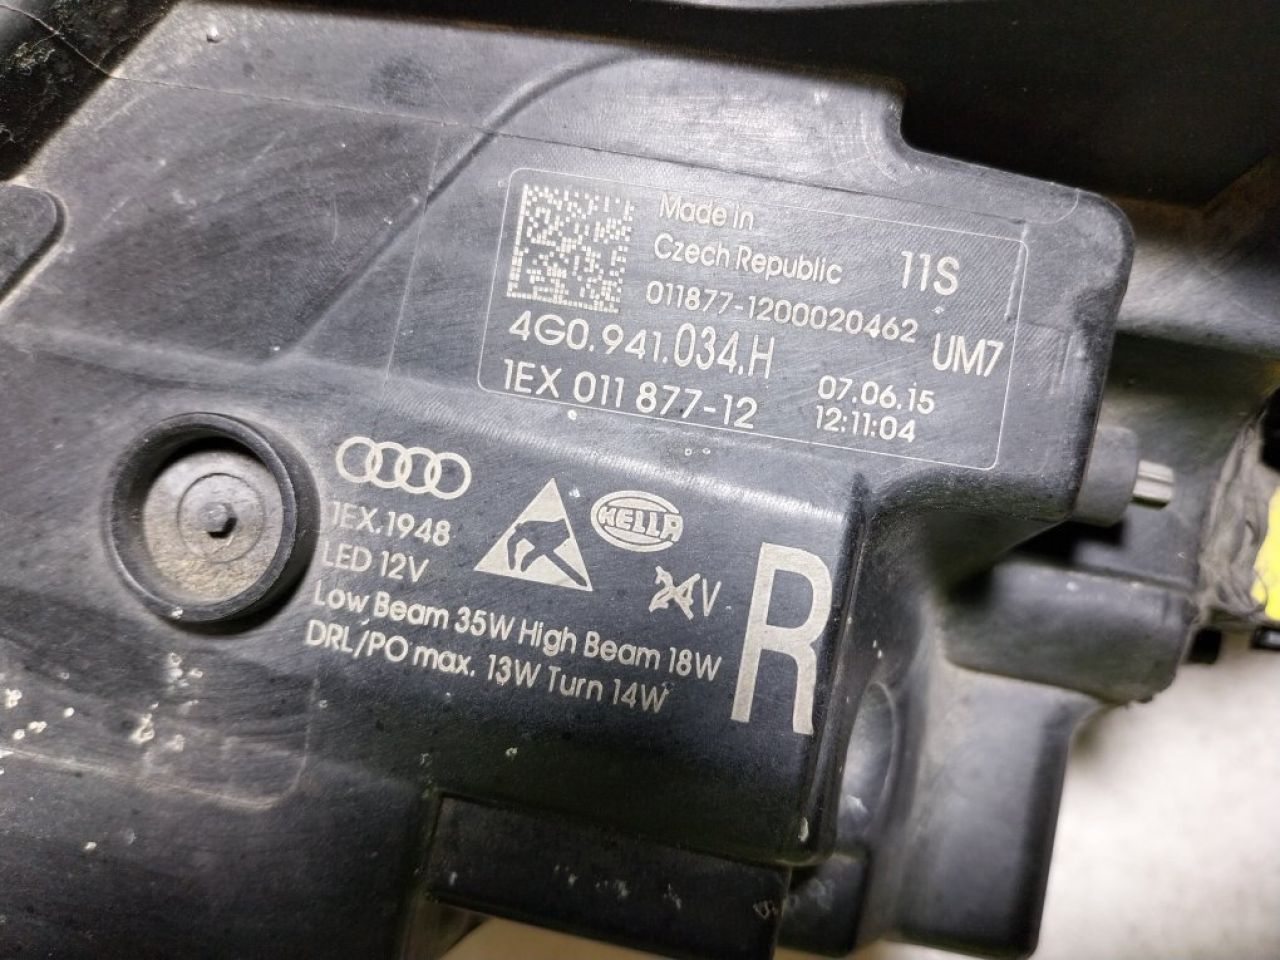 Made in
Czech Republic
11S
011877-1200020462
UM7
4G0.941.034.H
1EX 011 877-12
07.06.15
12:11:04
1EX.1948
HELLA
LED 12V
24V
Low Beam 35W High Beam 18W
DRL/PO max. 13W Turn 14W
R